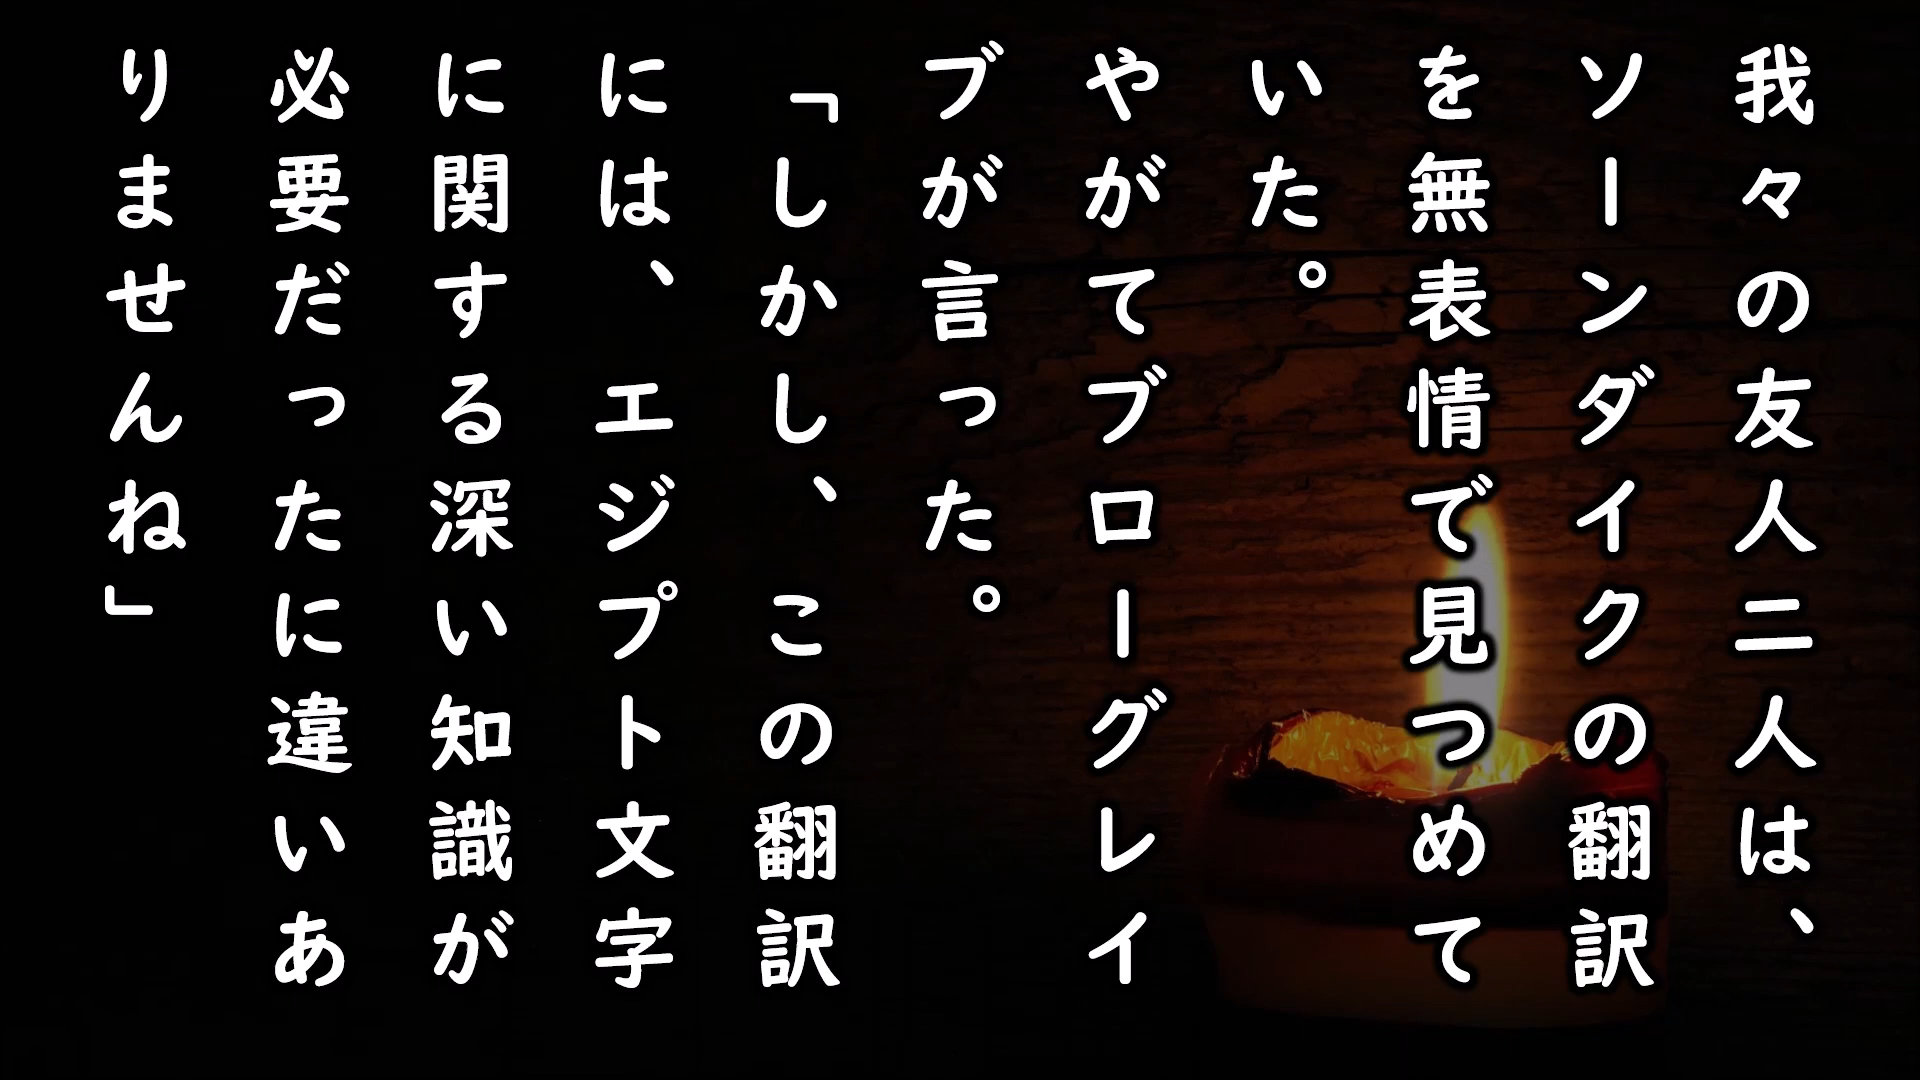 我々の友人二人は、
ソーンダイクの翻訳
を無表情で見つめて
いた。
やがてブローグレイ
ブが言った。
「しかし、この翻訳
には、エジプト文字
に関する深い知識が
必要だったに違いあ
りませんね」